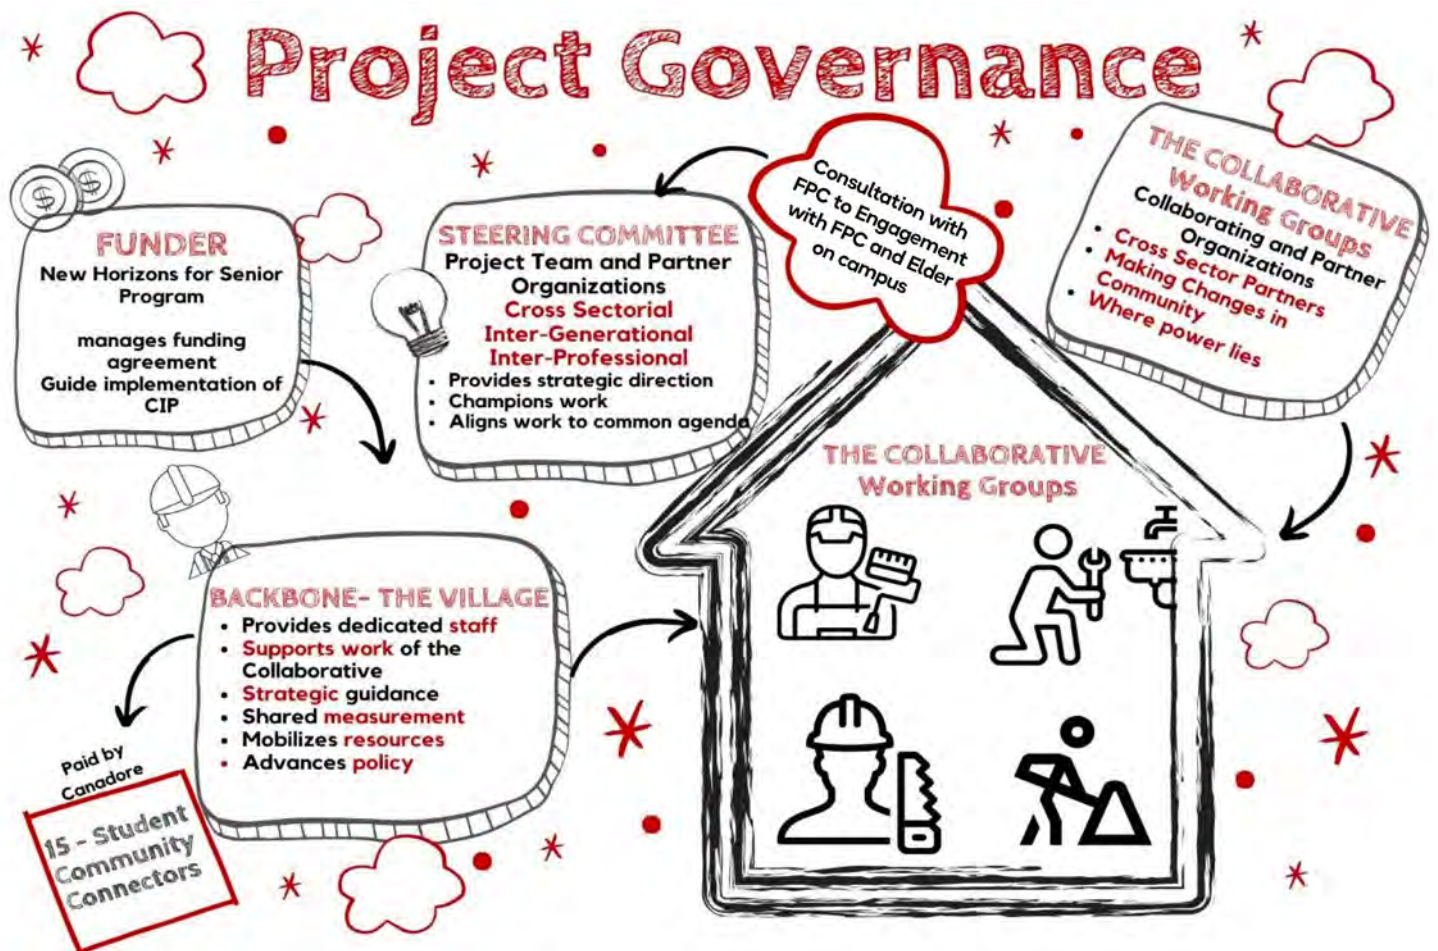 Project Governance
FUNDER
New Horizons for Senior
Program
manages funding
agreement
Guide implementation of
CIP
STEERING COMMITTEE
Project Team and Partner
Organizations
Cross Sectorial
Inter-Generational
Inter-Professional
• Provides strategic direction
• Champions work
• Aligns work to common agenda
Consultation with
FPC to Engagement
with FPC and Elder
on campus
THE COLLABORATIVE
Working Groups
Collaborating and Partner
Organizations
• Cross Sector Partners
• Making Changes in
Community
• Where power lies
THE COLLABORATIVE
Working Groups
BACKBONE- THE VILLAGE
• Provides dedicated staff
• Supports work of the
Collaborative
• Strategic guidance
• Shared measurement
• Mobilizes resources
• Advances policy
Paid by
Canadore
15 - Student
Community
Connectors
$
$